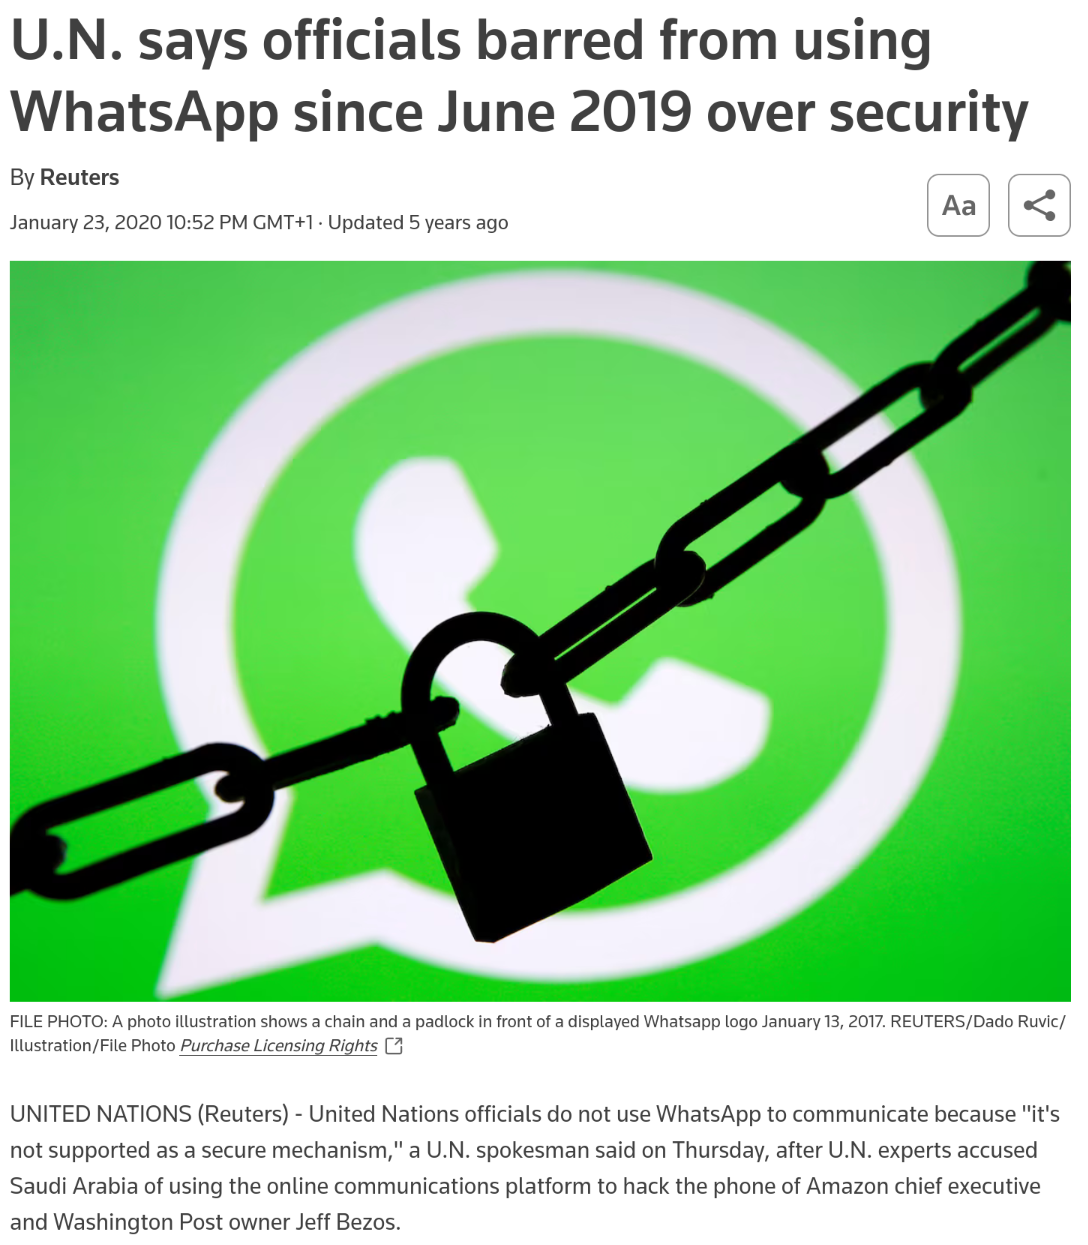 U.N. says officials barred from using
WhatsApp since June 2019 over security
By Reuters
January 23, 2020 10:52 PM GMT+1 · Updated 5 years ago
Aa
FILE PHOTO: A photo illustration shows a chain and a padlock in front of a displayed Whatsapp logo January 13, 2017. REUTERS/Dado Ruvic/
Illustration/File Photo Purchase Licensing Rights
UNITED NATIONS (Reuters) - United Nations officials do not use WhatsApp to communicate because "it's
not supported as a secure mechanism," a U.N. spokesman said on Thursday, after U.N. experts accused
Saudi Arabia of using the online communications platform to hack the phone of Amazon chief executive
and Washington Post owner Jeff Bezos.